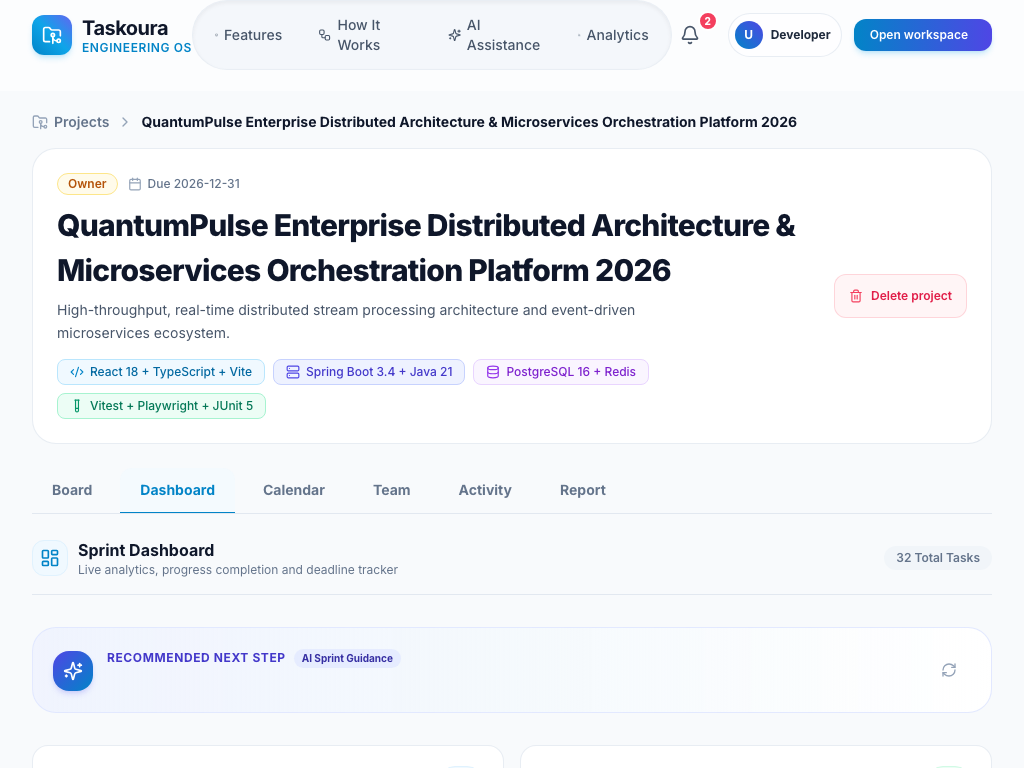 Taskoura
ENGINEERING OS
Features
How It
Works
AI
Assistance
Analytics
2
U
Developer
Open workspace
Projects
QuantumPulse Enterprise Distributed Architecture & Microservices Orchestration Platform 2026
Owner
Due 2026-12-31
QuantumPulse Enterprise Distributed Architecture &
Microservices Orchestration Platform 2026
High-throughput, real-time distributed stream processing architecture and event-driven
microservices ecosystem.
Delete project
React 18 + TypeScript + Vite
Spring Boot 3.4 + Java 21
PostgreSQL 16 + Redis
Vitest + Playwright + JUnit 5
Board
Dashboard
Calendar
Team
Activity
Report
Sprint Dashboard
Live analytics, progress completion and deadline tracker
32 Total Tasks
RECOMMENDED NEXT STEP
AI Sprint Guidance